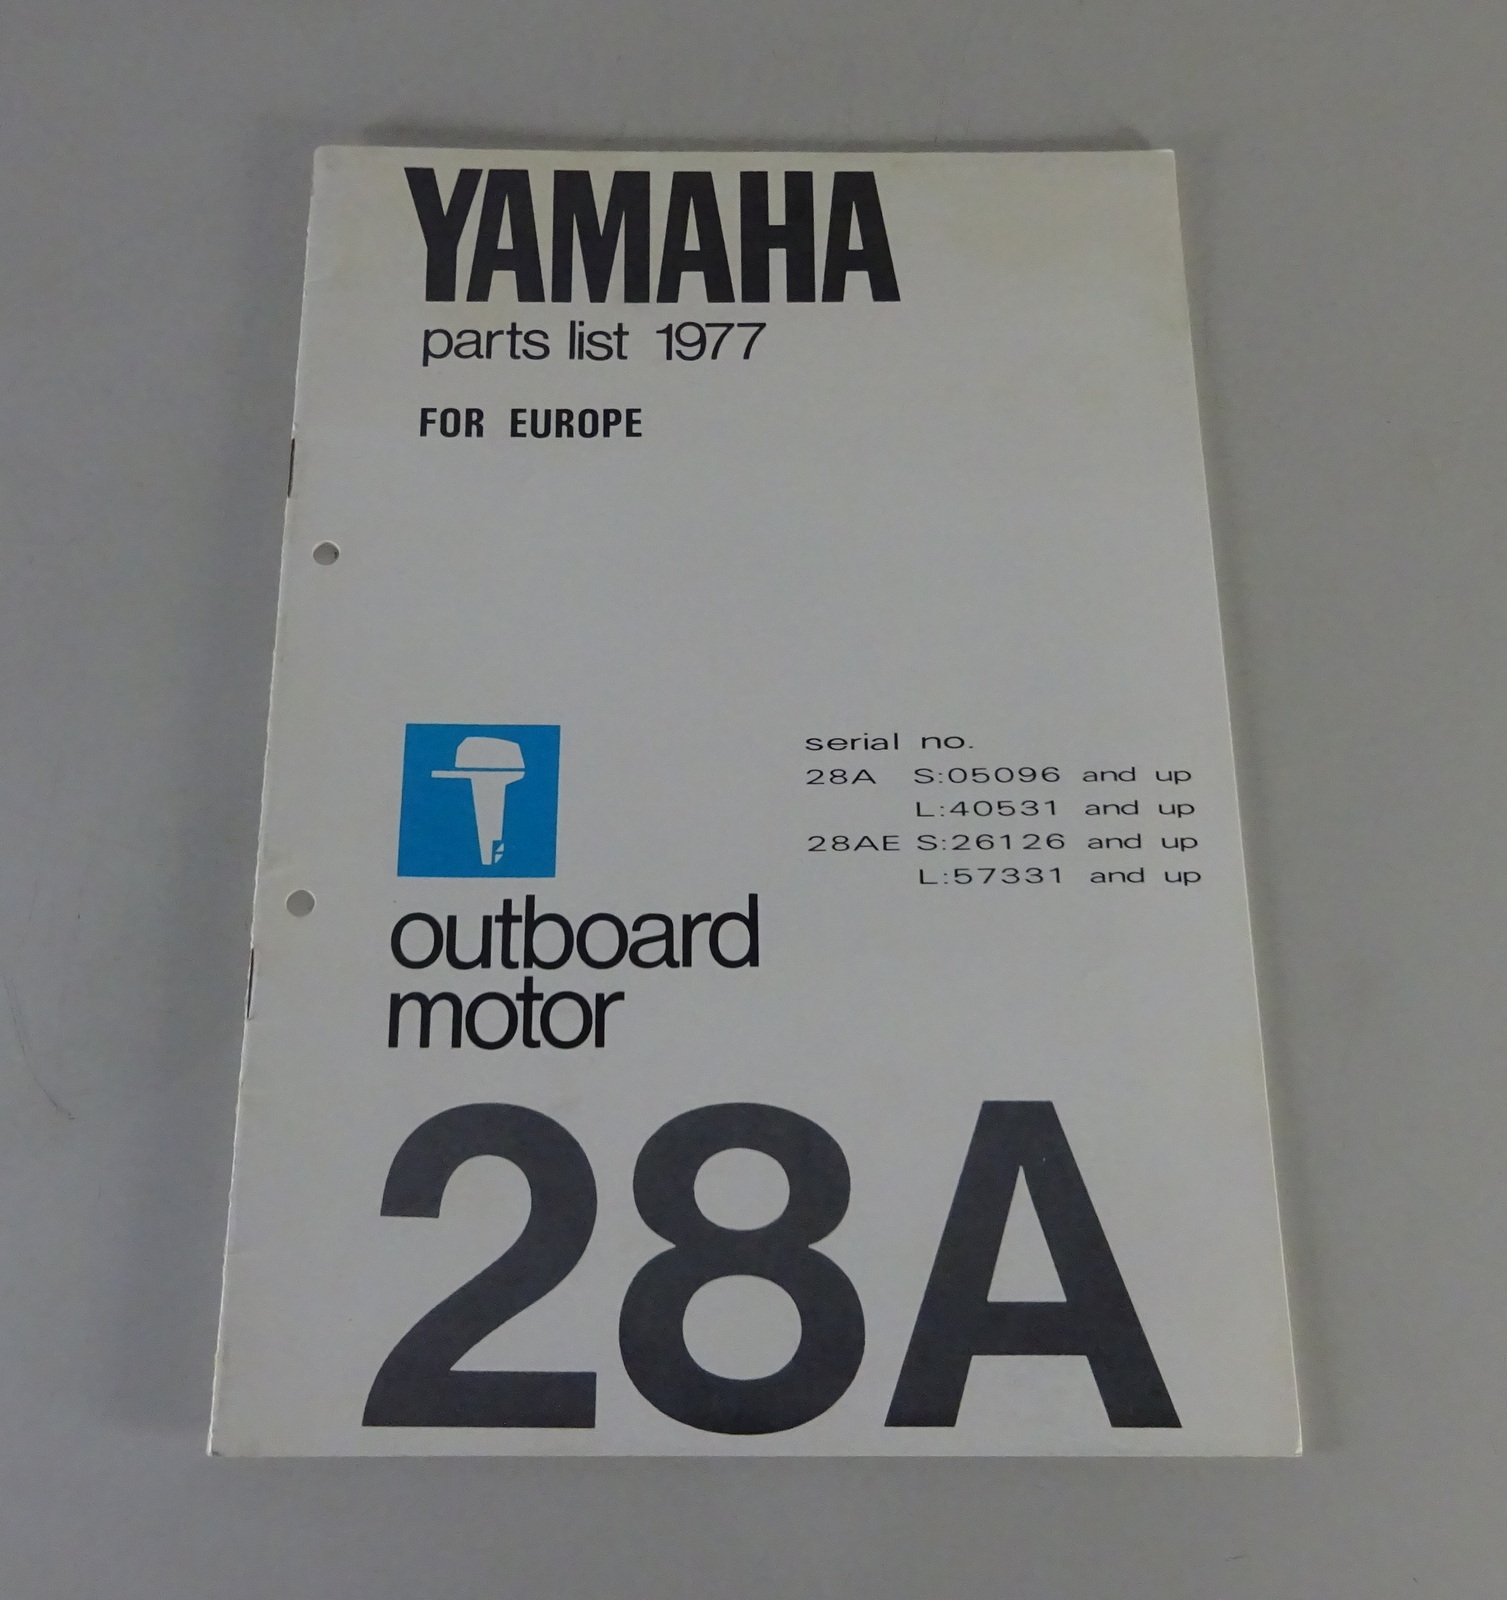 YAMAHA
parts list 1977
FOR EUROPE
serial no.
28A S:05096 and up
L:40531 and up
28AE S:26126 and up
L:57331 and up
outboard
motor
28A